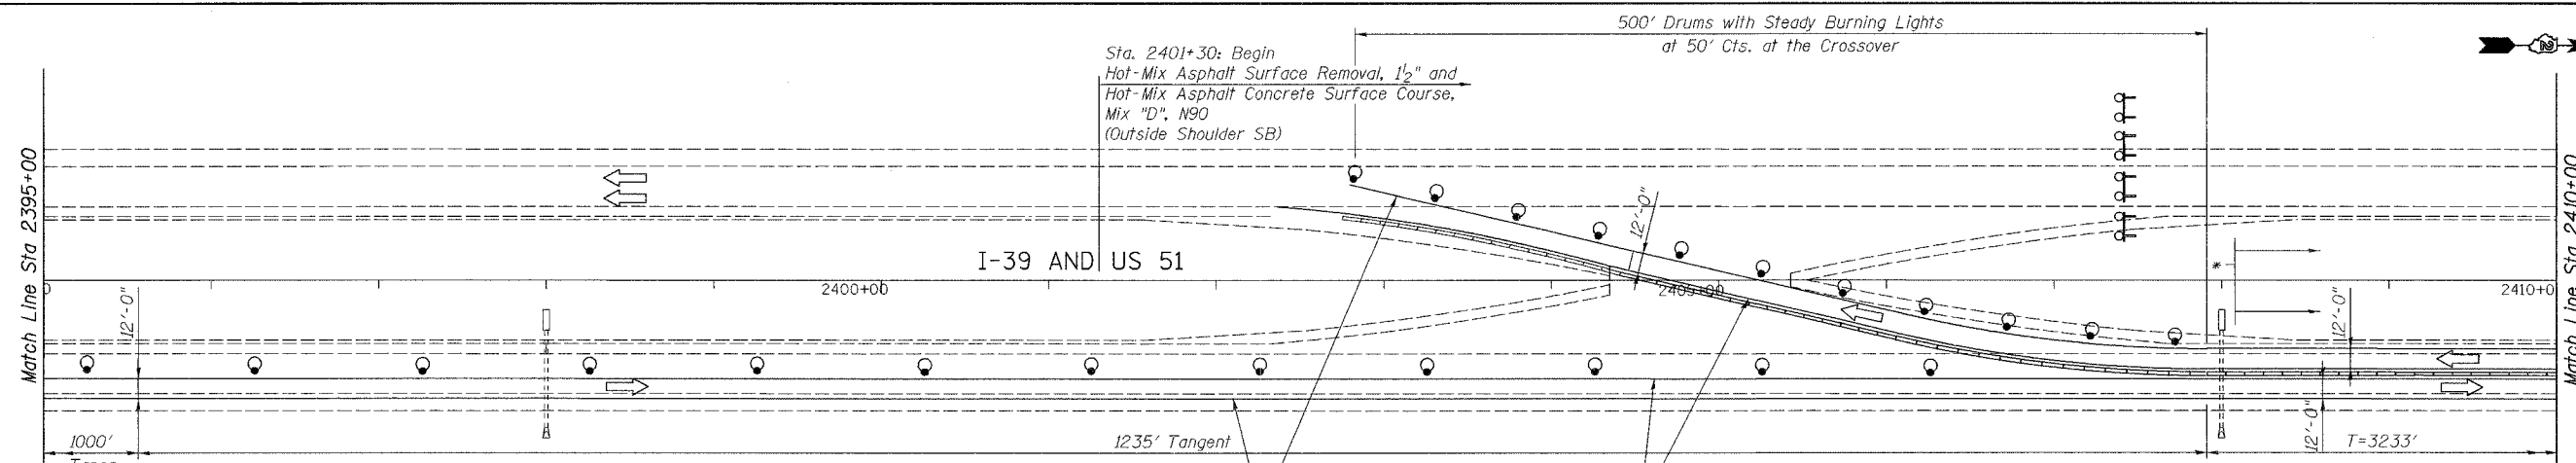 500' Drums with Steady Burning Lights
at 50' Cts. at the Crossover
Sta. 2401+30: Begin
Hot-Mix Asphalt Surface Removal, 1 1/2" and
Hot-Mix Asphalt Concrete Surface Course,
Mix "D", N90
(Outside Shoulder SB)
Match Line Sta 2395+00
Match Line Sta 2410+00
12'-0"
I-39 AND US 51
*
2400+00
2405+00
2410+0
12'-0"
12'-0"
12'-0"
1000'
1235' Tangent
T=3233'